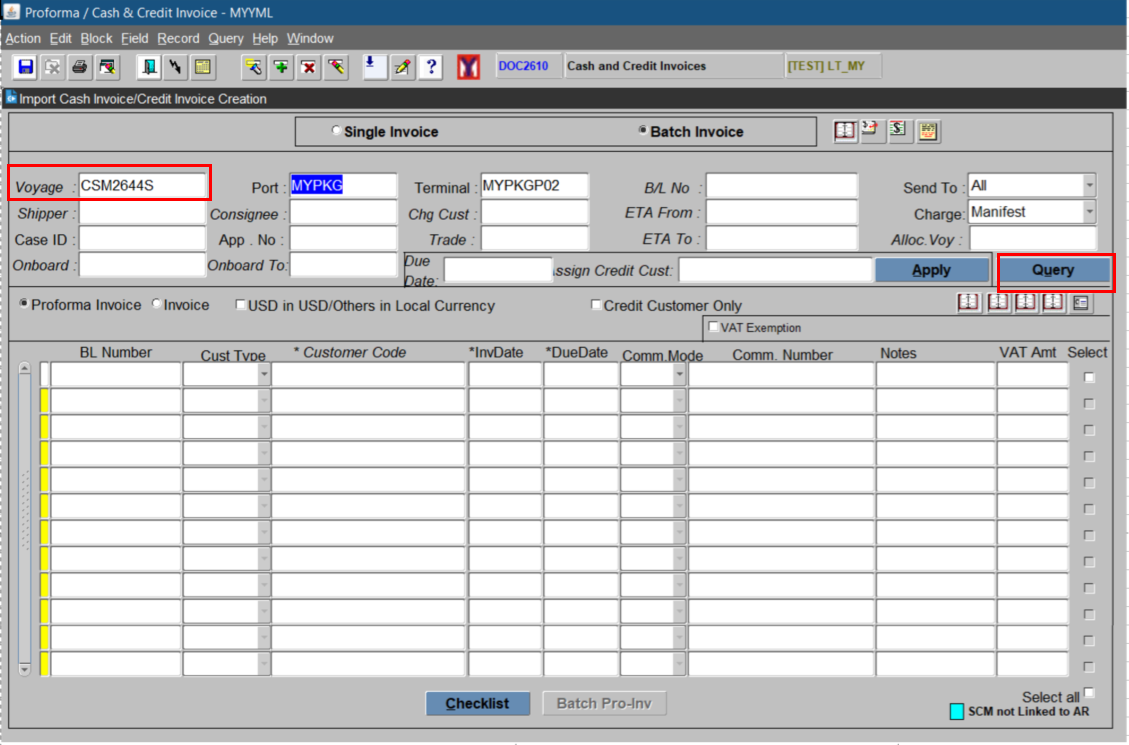 Proforma / Cash & Credit Invoice - MYYML
Action Edit Block Field Record Query Help Window
DOC2610 Cash and Credit Invoices [TEST] LT_MY
Import Cash Invoice/Credit Invoice Creation
Single Invoice Batch Invoice
Voyage : CSM2644S Port : MYPKG Terminal : MYPKGP02 B/L No : Send To : All
Shipper : Consignee : Chg Cust : ETA From : Charge: Manifest
Case ID : App . No : Trade : ETA To : Alloc.Voy :
Onboard : Onboard To: Due Date: ssign Credit Cust: Apply Query
Proforma Invoice Invoice USD in USD/Others in Local Currency Credit Customer Only
VAT Exemption
BL Number Cust Type * Customer Code *InvDate *DueDate Comm.Mode Comm. Number Notes VAT Amt Select
Checklist Batch Pro-Inv Select all
SCM not Linked to AR